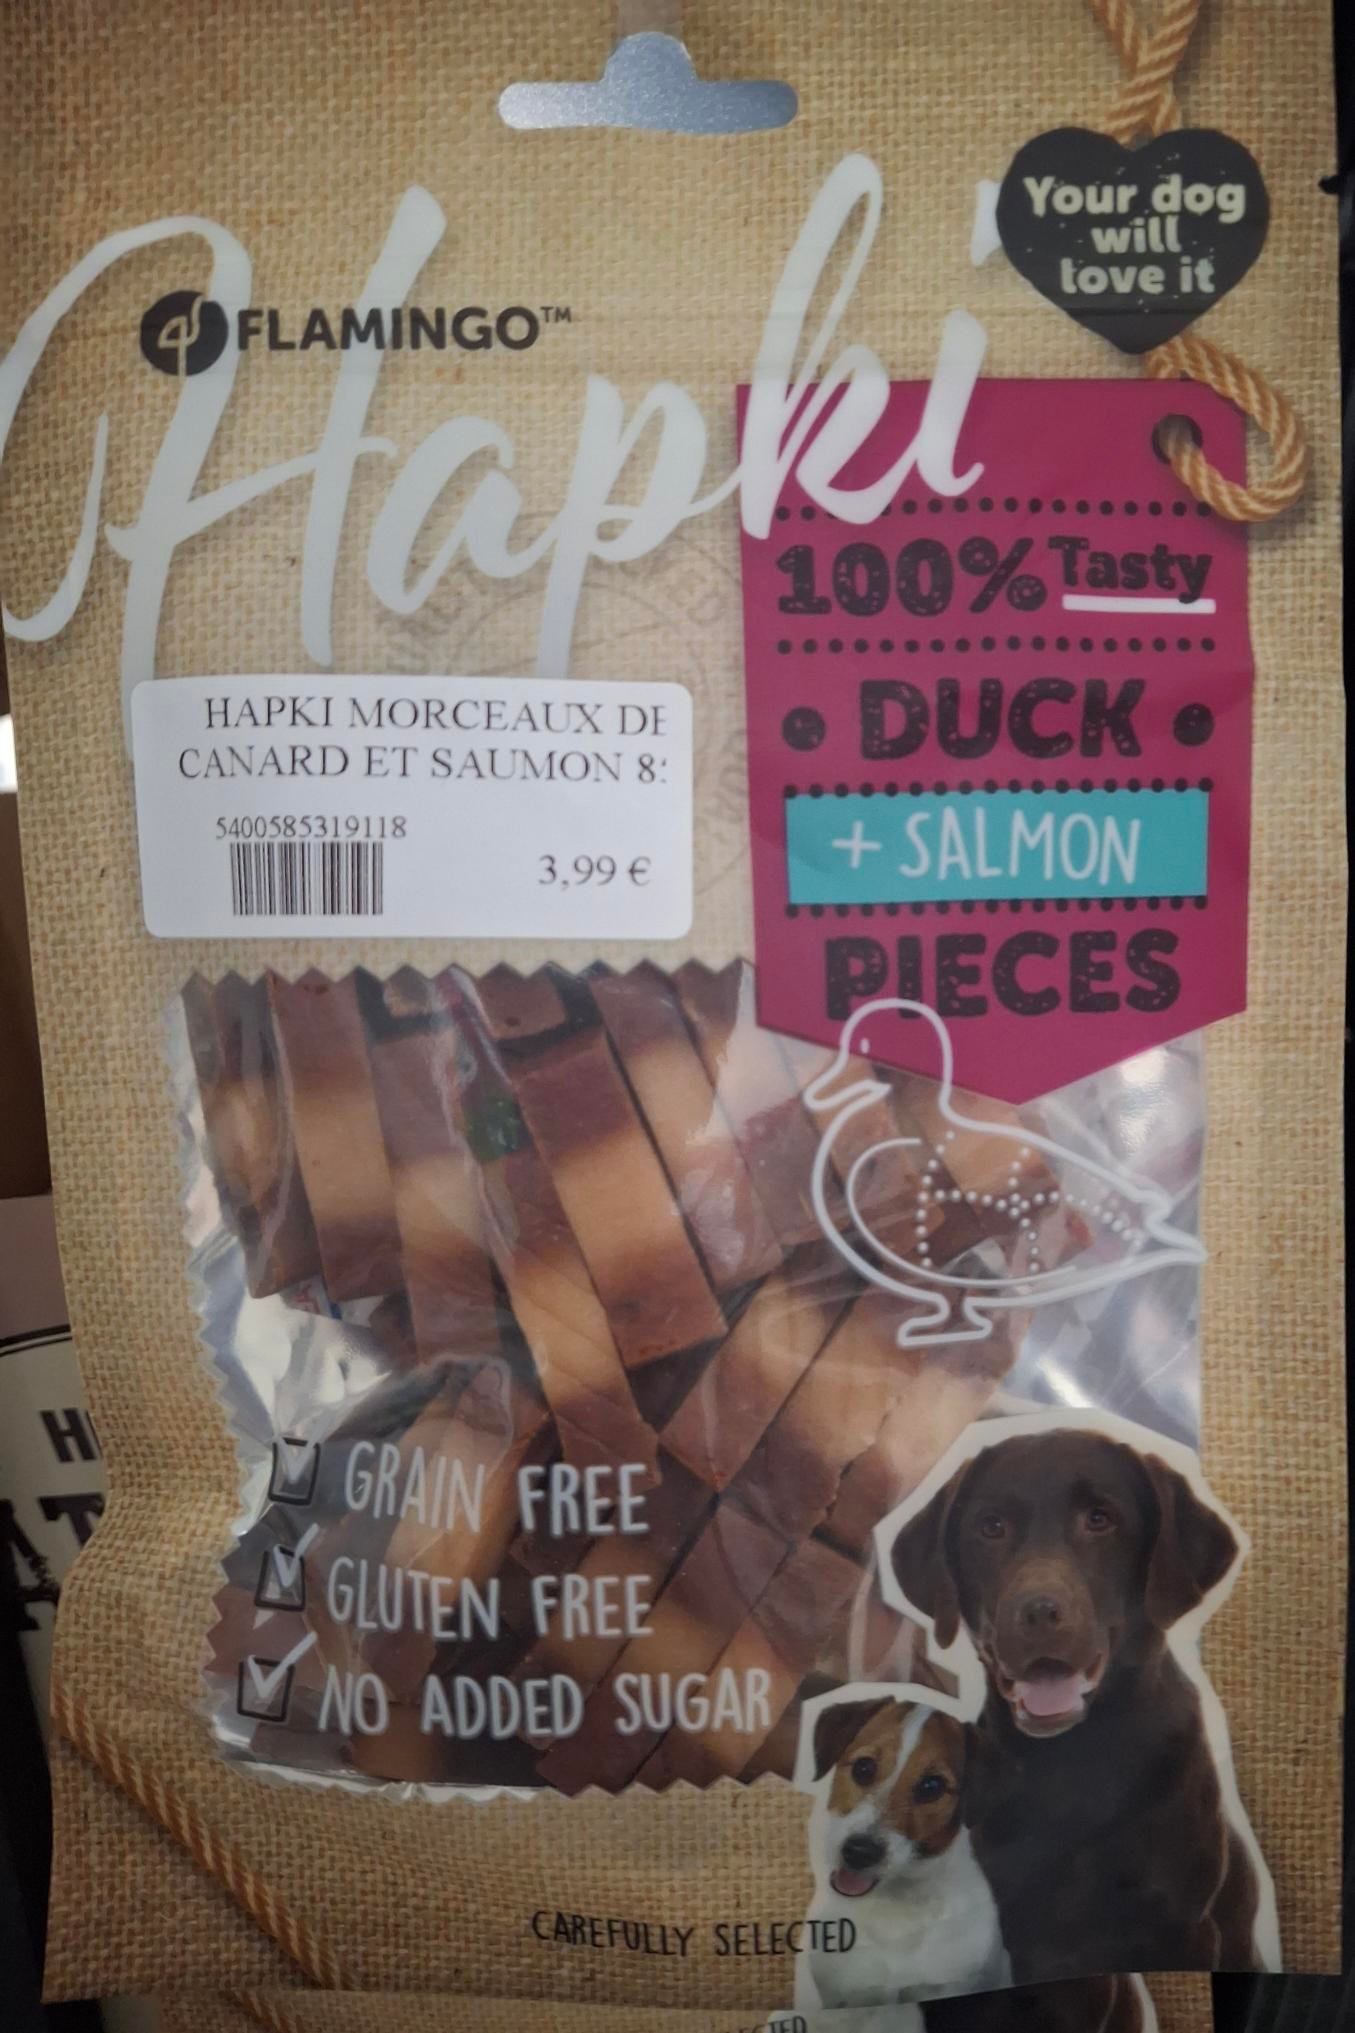 Your dog
will
love it
FLAMINGO™
Hapki
100% Tasty
• DUCK •
+ SALMON
PIECES
HAPKI MORCEAUX DE
CANARD ET SAUMON
5400585319118
3,99 €
GRAIN FREE
GLUTEN FREE
NO ADDED SUGAR
CAREFULLY SELECTED